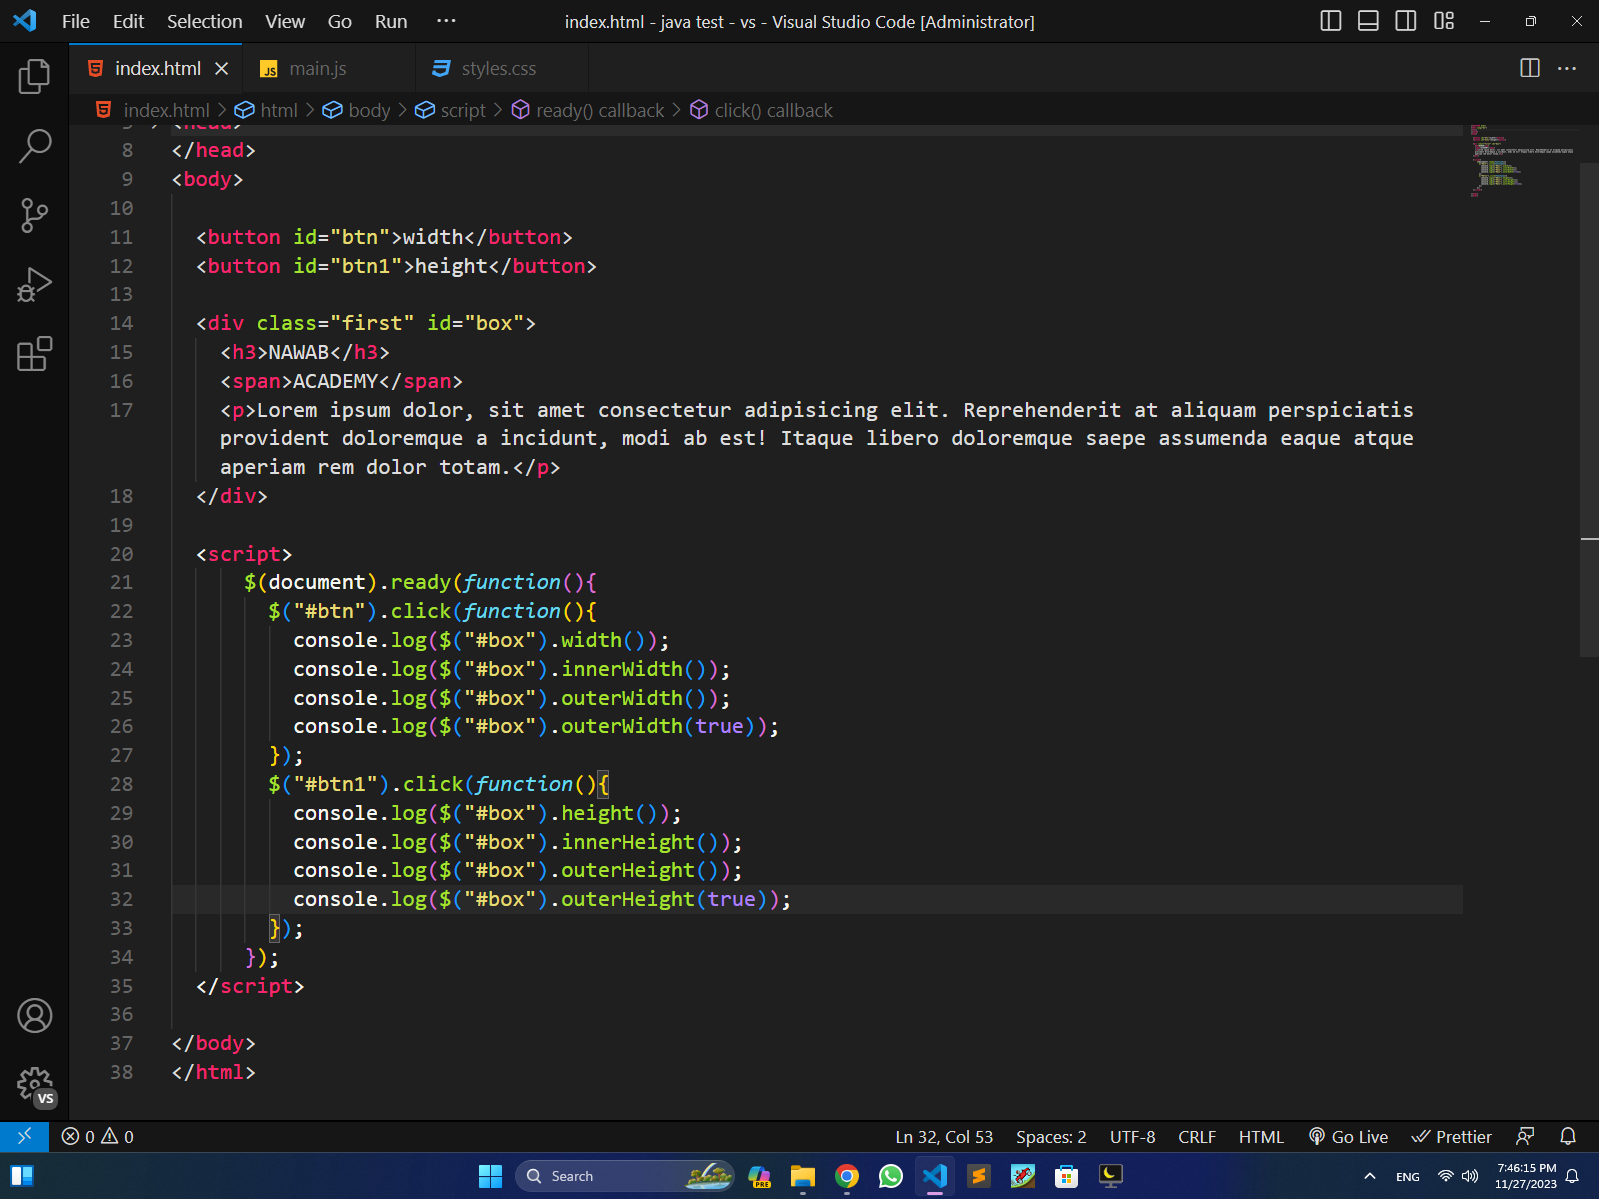 File Edit Selection View Go Run ··· index.html - java test - vs - Visual Studio Code [Administrator]
index.html main.js styles.css
index.html > html > body > script > ready() callback > click() callback
8 </head>
9 <body>
10
11 <button id="btn">width</button>
12 <button id="btn1">height</button>
13
14 <div class="first" id="box">
15 <h3>NAWAB</h3>
16 <span>ACADEMY</span>
17 <p>Lorem ipsum dolor, sit amet consectetur adipisicing elit. Reprehenderit at aliquam perspiciatis
provident doloremque a incidunt, modi ab est! Itaque libero doloremque saepe assumenda eaque atque
aperiam rem dolor totam.</p>
18 </div>
19
20 <script>
21 $(document).ready(function(){
22 $("#btn").click(function(){
23 console.log($("#box").width());
24 console.log($("#box").innerWidth());
25 console.log($("#box").outerWidth());
26 console.log($("#box").outerWidth(true));
27 });
28 $("#btn1").click(function(){
29 console.log($("#box").height());
30 console.log($("#box").innerHeight());
31 console.log($("#box").outerHeight());
32 console.log($("#box").outerHeight(true));
33 });
34 });
35 </script>
36
37 </body>
38 </html>
VS
0 0 Ln 32, Col 53 Spaces: 2 UTF-8 CRLF HTML Go Live Prettier
Search PRE ENG 7:46:15 PM
11/27/2023